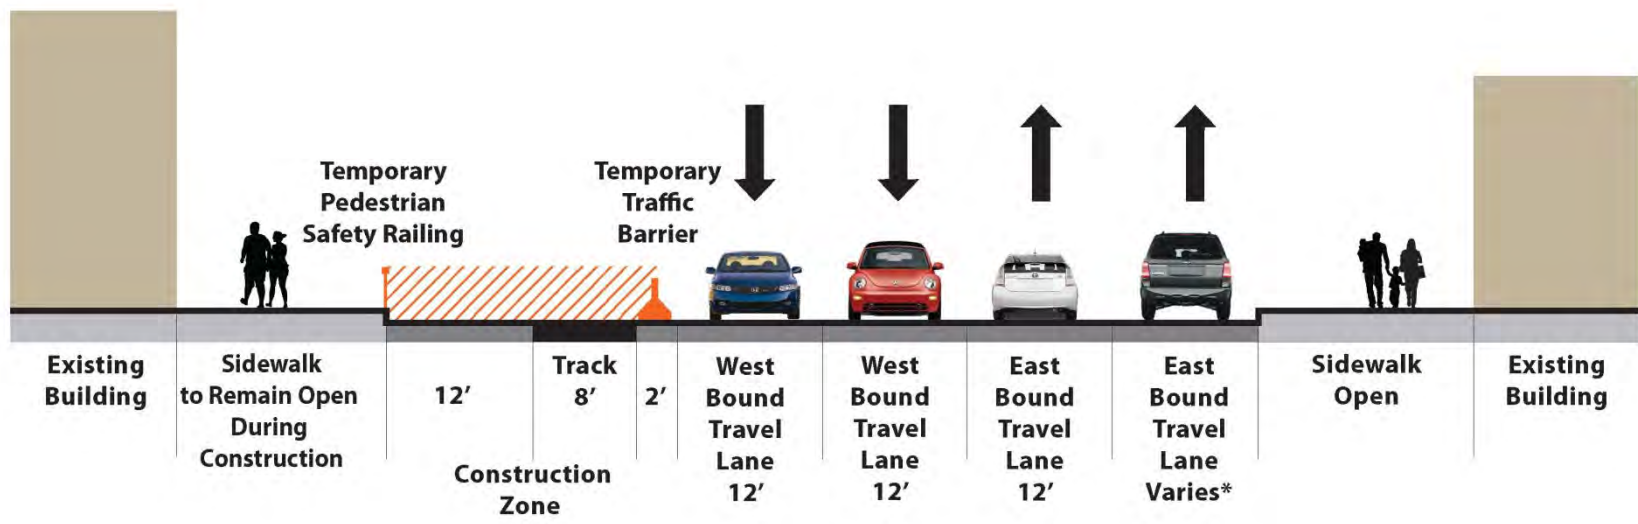 Temporary
Pedestrian
Safety Railing
Temporary
Traffic
Barrier
Existing
Building
Sidewalk
to Remain Open
During
Construction
12’
Track
8’
2’
Construction
Zone
West
Bound
Travel
Lane
12’
West
Bound
Travel
Lane
12’
East
Bound
Travel
Lane
12’
East
Bound
Travel
Lane
Varies*
Sidewalk
Open
Existing
Building